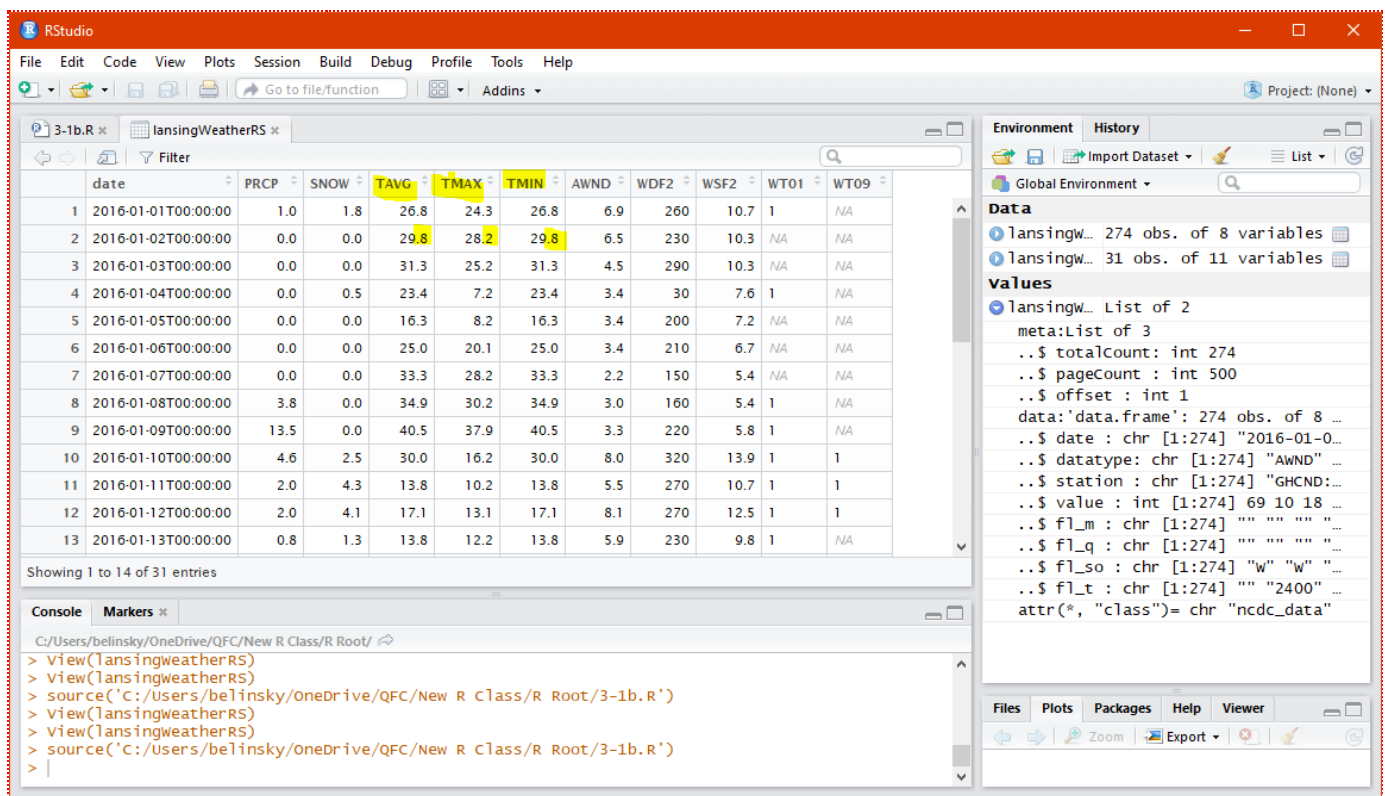 RStudio
File Edit Code View Plots Session Build Debug Profile Tools Help
Go to file/function Addins Project: (None)
3-1b.R lansingWeatherRS
Filter
date PRCP SNOW TAVG TMAX TMIN AWND WDF2 WSF2 WT01 WT09
1 2016-01-01T00:00:00 1.0 1.8 26.8 24.3 26.8 6.9 260 10.7 1 NA
2 2016-01-02T00:00:00 0.0 0.0 29.8 28.2 29.8 6.5 230 10.3 NA NA
3 2016-01-03T00:00:00 0.0 0.0 31.3 25.2 31.3 4.5 290 10.3 NA NA
4 2016-01-04T00:00:00 0.0 0.5 23.4 7.2 23.4 3.4 30 7.6 1 NA
5 2016-01-05T00:00:00 0.0 0.0 16.3 8.2 16.3 3.4 200 7.2 NA NA
6 2016-01-06T00:00:00 0.0 0.0 25.0 20.1 25.0 3.4 210 6.7 NA NA
7 2016-01-07T00:00:00 0.0 0.0 33.3 28.2 33.3 2.2 150 5.4 NA NA
8 2016-01-08T00:00:00 3.8 0.0 34.9 30.2 34.9 3.0 160 5.4 1 NA
9 2016-01-09T00:00:00 13.5 0.0 40.5 37.9 40.5 3.3 220 5.8 1 NA
10 2016-01-10T00:00:00 4.6 2.5 30.0 16.2 30.0 8.0 320 13.9 1 1
11 2016-01-11T00:00:00 2.0 4.3 13.8 10.2 13.8 5.5 270 10.7 1 1
12 2016-01-12T00:00:00 2.0 4.1 17.1 13.1 17.1 8.1 270 12.5 1 1
13 2016-01-13T00:00:00 0.8 1.3 13.8 12.2 13.8 5.9 230 9.8 1 NA
Showing 1 to 14 of 31 entries
Console Markers
C:/Users/belinsky/OneDrive/QFC/New R Class/R Root/
> View(lansingWeatherRS)
> View(lansingWeatherRS)
> source('C:/Users/belinsky/OneDrive/QFC/New R Class/R Root/3-1b.R')
> View(lansingWeatherRS)
> View(lansingWeatherRS)
> source('C:/Users/belinsky/OneDrive/QFC/New R Class/R Root/3-1b.R')
>
Environment History
Import Dataset List
Global Environment
Data
lansingW… 274 obs. of 8 variables
lansingW… 31 obs. of 11 variables
Values
lansingW… List of 2
meta:List of 3
..$ totalCount: int 274
..$ pageCount : int 500
..$ offset : int 1
data:'data.frame': 274 obs. of 8 …
..$ date : chr [1:274] "2016-01-0…
..$ datatype: chr [1:274] "AWND" …
..$ station : chr [1:274] "GHCND:…
..$ value : int [1:274] 69 10 18 …
..$ fl_m : chr [1:274] "" "" "" "…
..$ fl_q : chr [1:274] "" "" "" "…
..$ fl_so : chr [1:274] "W" "W" "…
..$ fl_t : chr [1:274] "" "2400" …
attr(*, "class")= chr "ncdc_data"
Files Plots Packages Help Viewer
Zoom Export